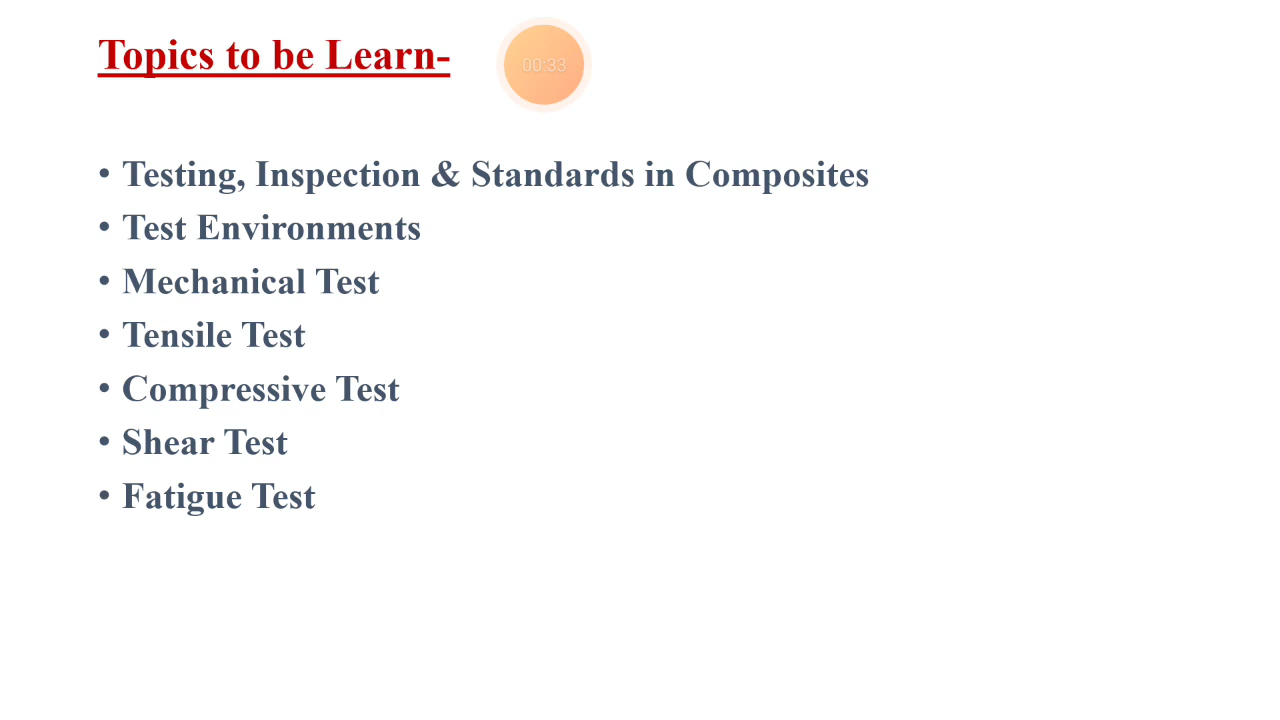 Topics to be Learn-
00:33
• Testing, Inspection & Standards in Composites
• Test Environments
• Mechanical Test
• Tensile Test
• Compressive Test
• Shear Test
• Fatigue Test